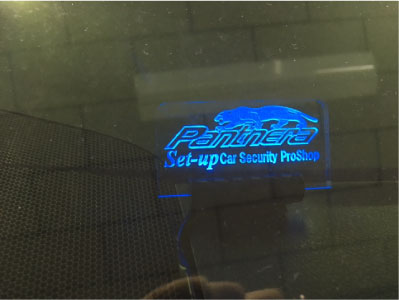 Panthera
Set-up Car Security ProShop